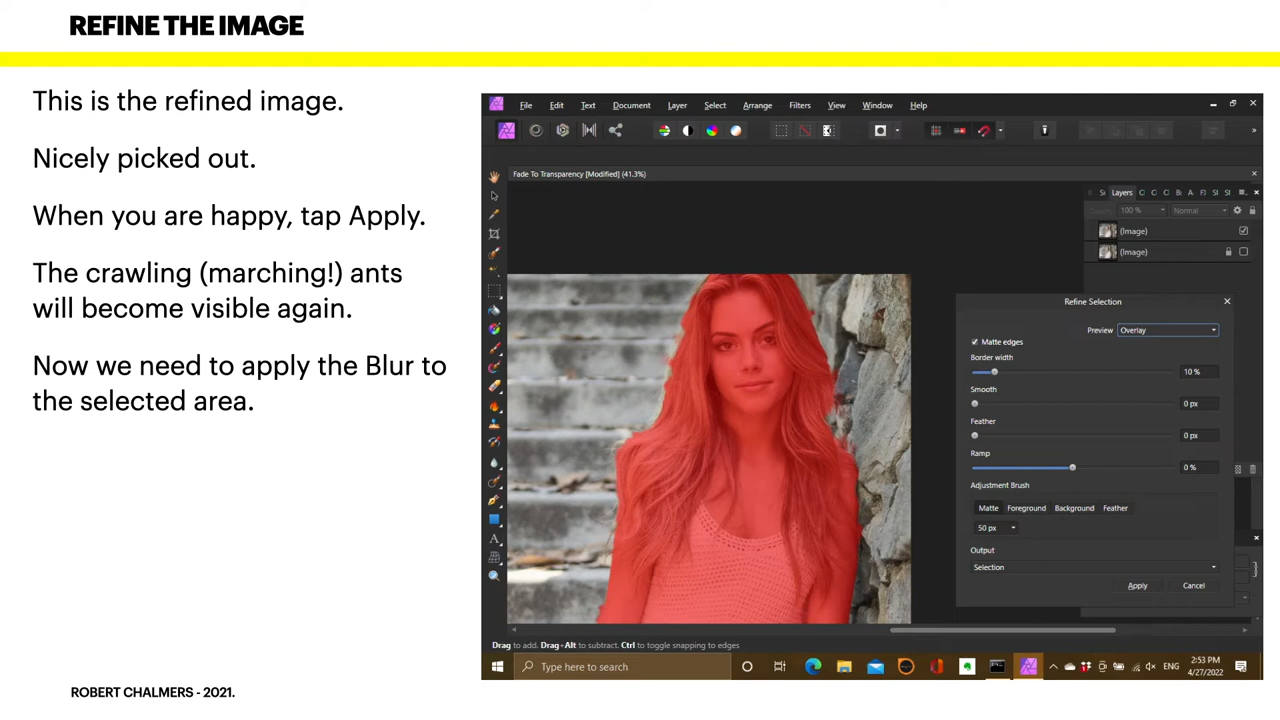 REFINE THE IMAGE
This is the refined image.
Nicely picked out.
When you are happy, tap Apply.
The crawling (marching!) ants
will become visible again.
Now we need to apply the Blur to
the selected area.
File Edit Text Document Layer Select Arrange Filters View Window Help
Fade To Transparency [Modified] (41.3%)
Layers
100 % Normal
(Image)
(Image)
Refine Selection
Preview Overlay
Matte edges
Border width
10 %
Smooth
0 px
Feather
0 px
Ramp
0 %
Adjustment Brush
Matte Foreground Background Feather
50 px
Output
Selection
Apply Cancel
Drag to add. Drag+Alt to subtract. Ctrl to toggle snapping to edges
Type here to search
ENG
2:53 PM
4/27/2022
ROBERT CHALMERS - 2021.